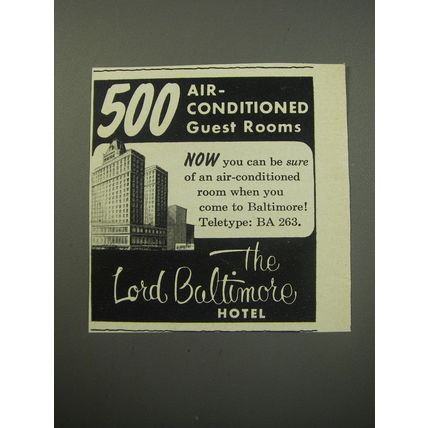 500 AIR-
CONDITIONED
Guest Rooms
NOW you can be sure
of an air-conditioned
room when you
come to Baltimore!
Teletype: BA 263.
The
Lord Baltimore
HOTEL